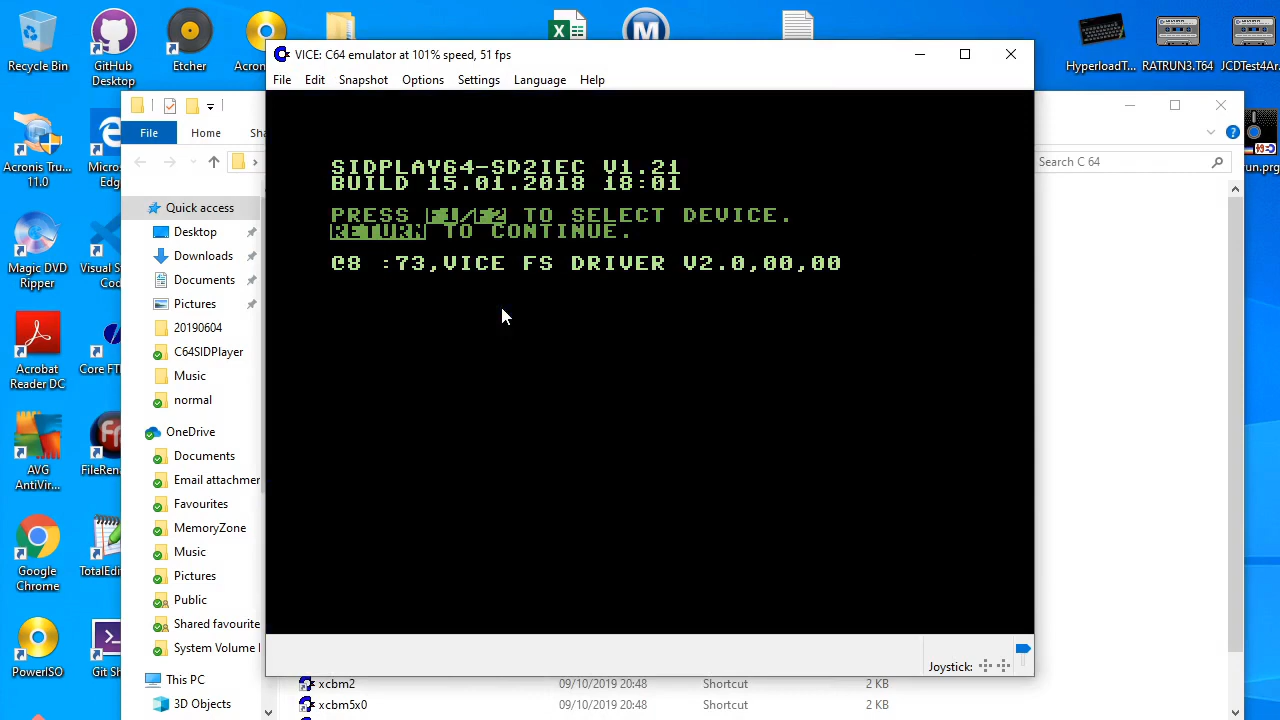 Recycle Bin
GitHub Desktop
Etcher
HyperloadT...
RATRUN3.T64
JCDTest4Ar.
VICE: C64 emulator at 101% speed, 51 fps
File Edit Snapshot Options Settings Language Help
SIDPLAY64-SD2IEC V1.21
BUILD 15.01.2018 18:01
PRESS F1/F2 TO SELECT DEVICE.
RETURN TO CONTINUE.
@8 :73,VICE FS DRIVER V2.0,00,00
Joystick:
File Home
Search C 64
Acronis Tru... 11.0
Magic DVD Ripper
Acrobat Reader DC
AVG AntiVir...
Google Chrome
PowerISO
Quick access
Desktop
Downloads
Documents
Pictures
20190604
C64SIDPlayer
Music
normal
OneDrive
Documents
Email attachmer
Favourites
MemoryZone
Music
Pictures
Public
Shared favourite
System Volume
This PC
3D Objects
xcbm2 09/10/2019 20:48 Shortcut 2 KB
xcbm5x0 09/10/2019 20:48 Shortcut 2 KB